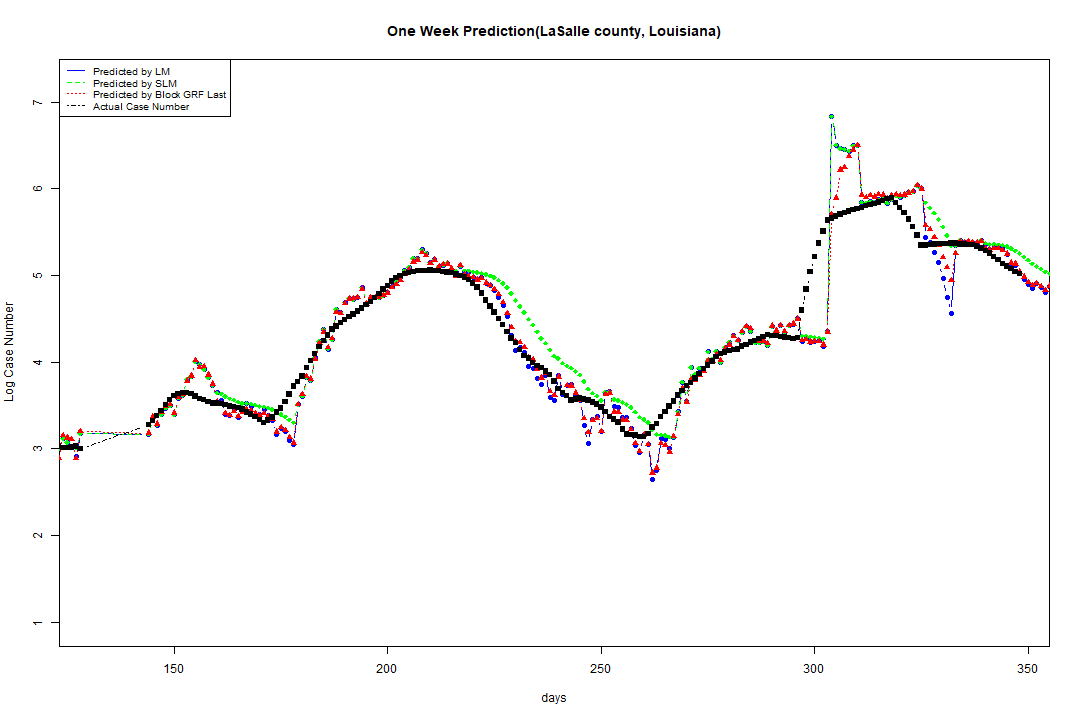 One Week Prediction(LaSalle county, Louisiana)
Predicted by LM
Predicted by SLM
Predicted by Block GRF Last
Actual Case Number
7
6
5
4
3
2
1
Log Case Number
150 200 250 300 350
days